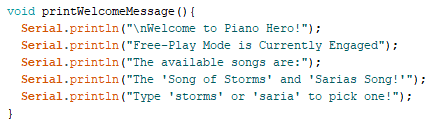 void printWelcomeMessage(){
  Serial.println("\nWelcome to Piano Hero!");
  Serial.println("Free-Play Mode is Currently Engaged");
  Serial.println("The available songs are:");
  Serial.println("The 'Song of Storms' and 'Sarias Song!'");
  Serial.println("Type 'storms' or 'saria' to pick one!");
}